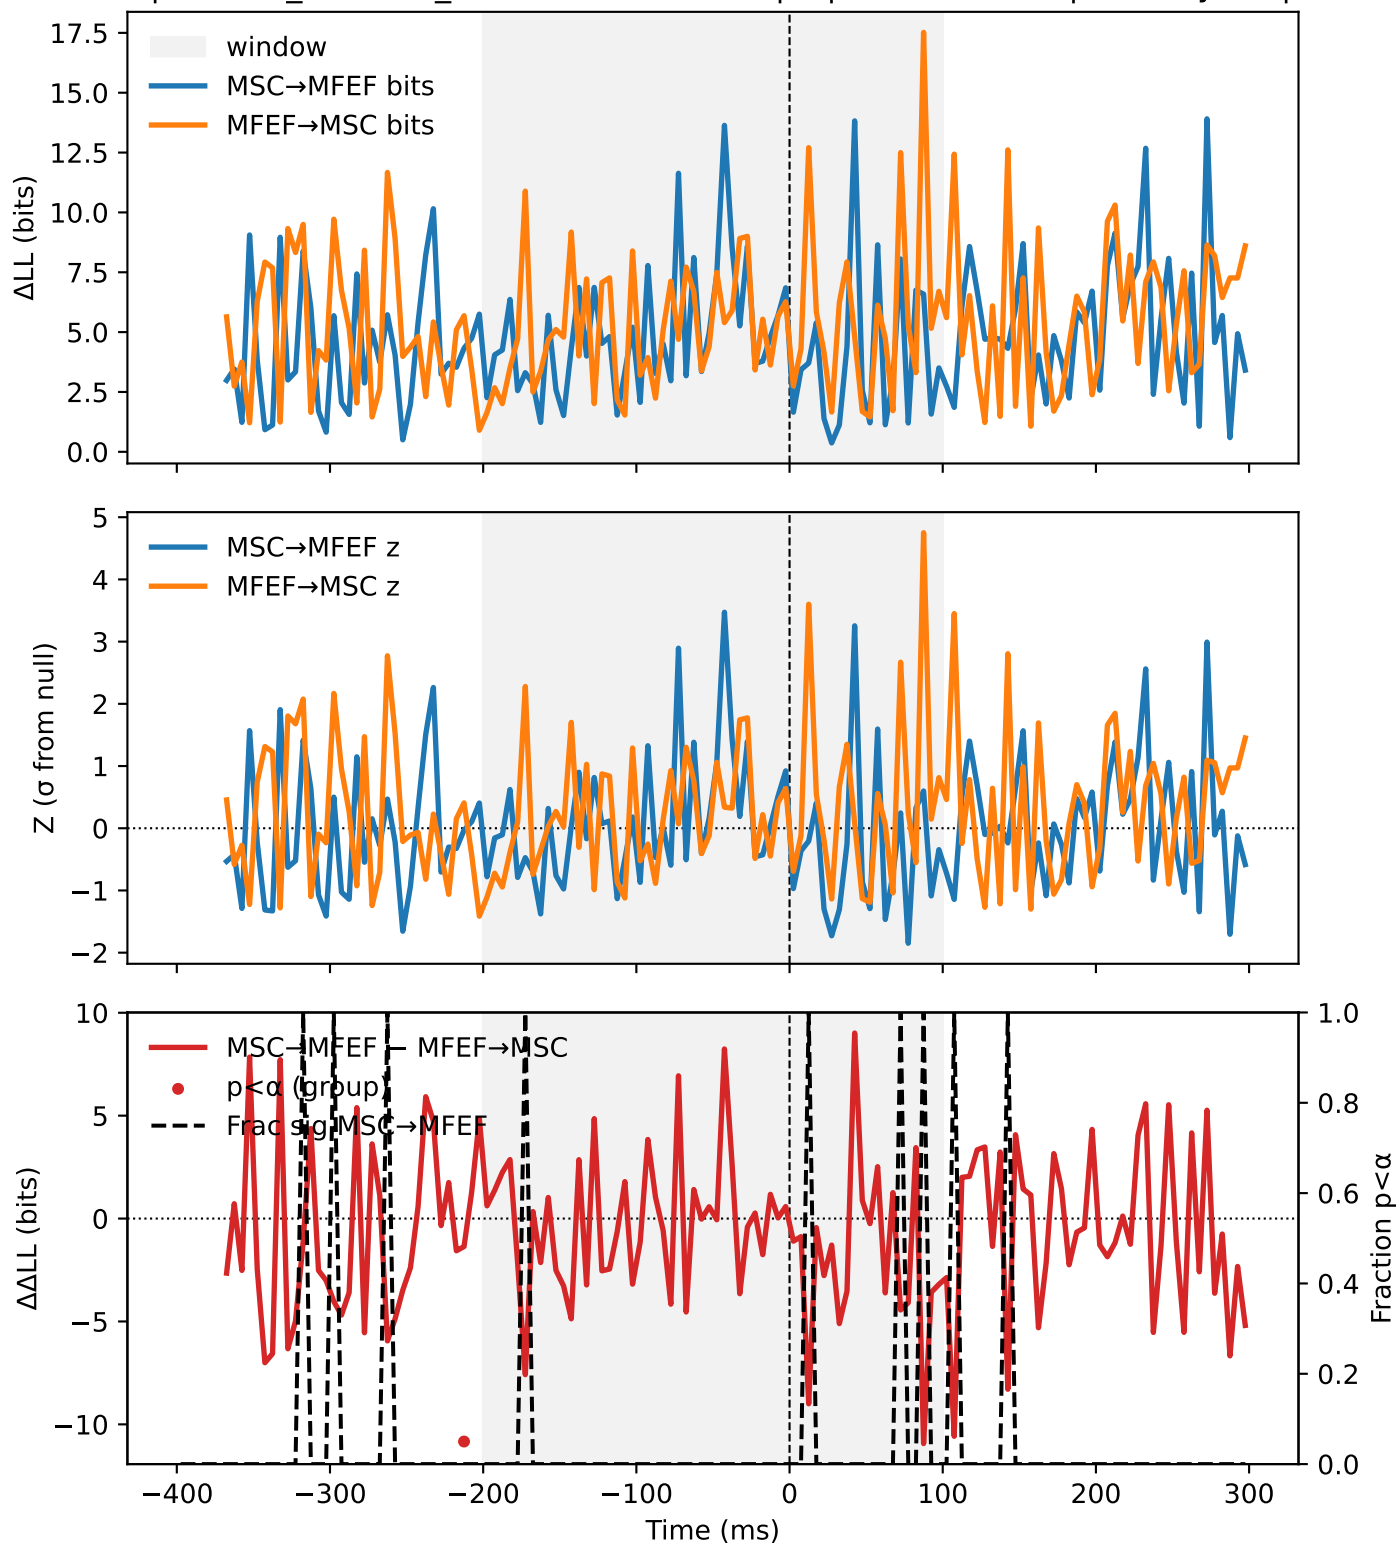 window
MSC→MFEF bits
MFEF→MSC bits
17.5
15.0
12.5
10.0
7.5
5.0
2.5
0.0
ΔLL (bits)
MSC→MFEF z
MFEF→MSC z
5
4
3
2
1
0
−1
−2
Z (σ from null)
MSC→MFEF − MFEF→MSC
p<α (group)
Frac sig MSC→MFEF
10
5
0
−5
−10
ΔΔLL (bits)
1.0
0.8
0.6
0.4
0.2
0.0
Fraction p<α
−400 −300 −200 −100 0 100 200 300
Time (ms)